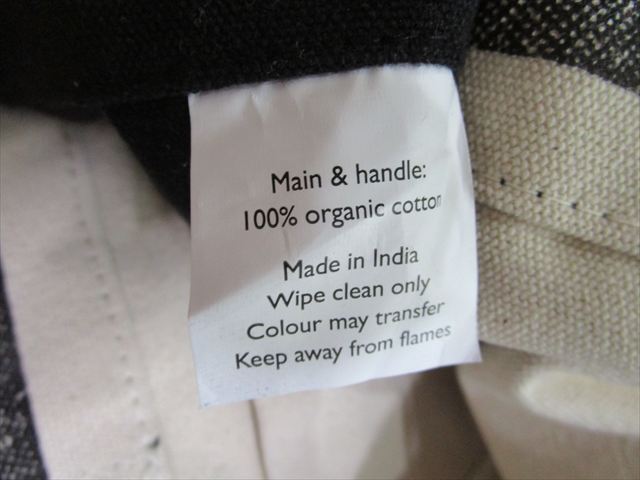 Main & handle:
100% organic cotton
Made in India
Wipe clean only
Colour may transfer
Keep away from flames